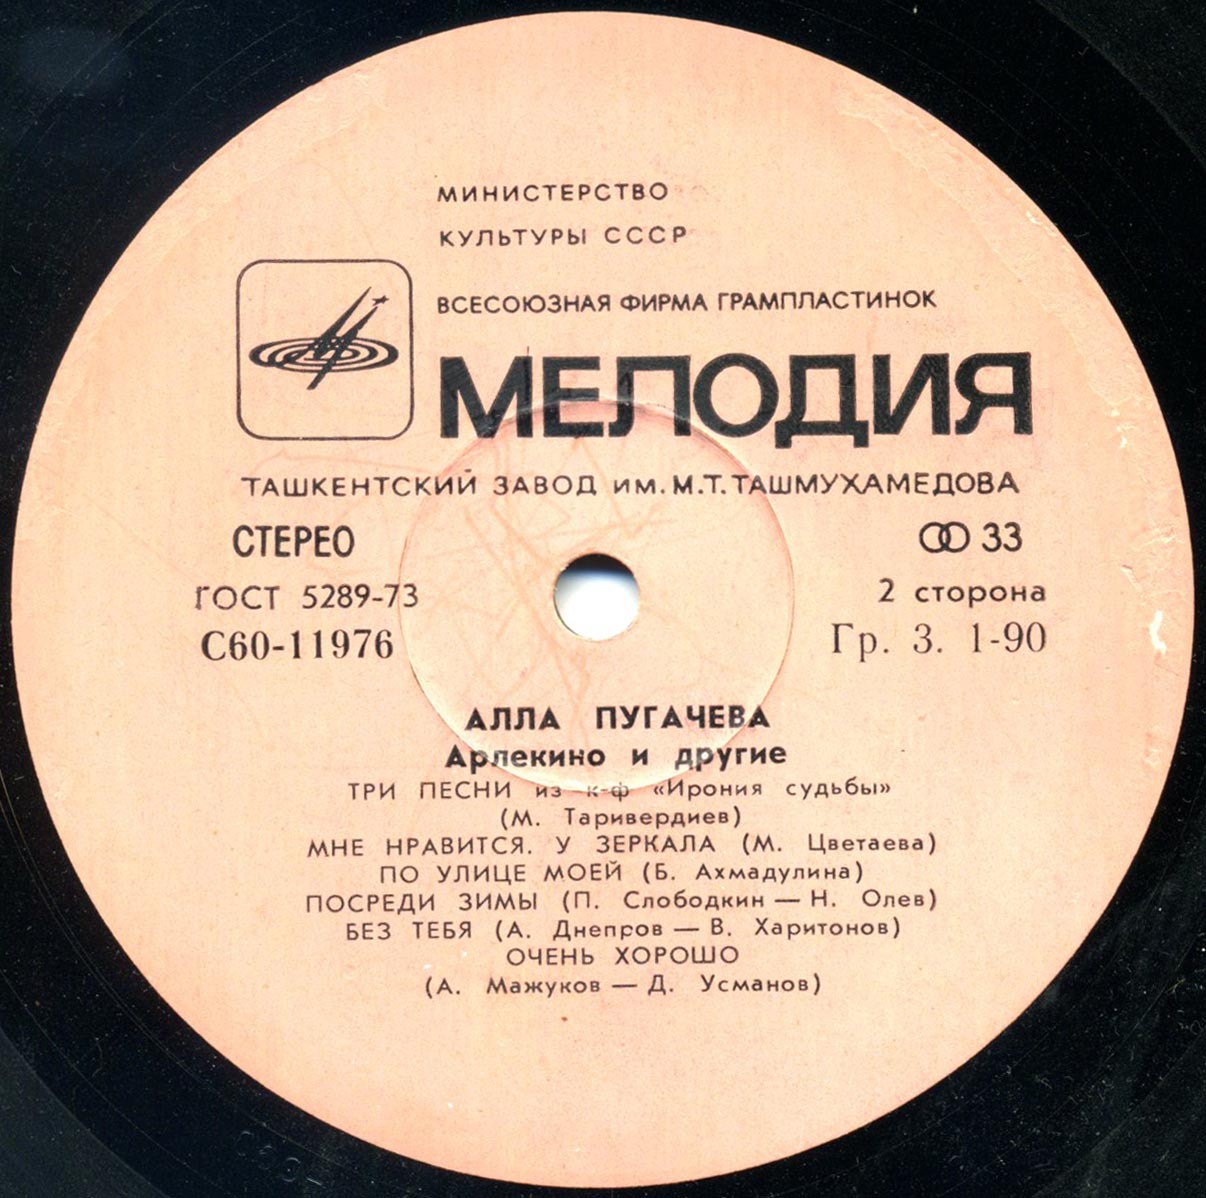 МИНИСТЕРСТВО
КУЛЬТУРЫ СССР
ВСЕСОЮЗНАЯ ФИРМА ГРАМПЛАСТИНОК
МЕЛОДИЯ
ТАШКЕНТСКИЙ ЗАВОД им. М.Т. ТАШМУХАМЕДОВА
СТЕРЕО
33
ГОСТ 5289-73
2 сторона
С60-11976
Гр. 3. 1-90
АЛЛА ПУГАЧЕВА
Арлекино и другие
ТРИ ПЕСНИ из к-ф «Ирония судьбы»
(М. Таривердиев)
МНЕ НРАВИТСЯ. У ЗЕРКАЛА (М. Цветаева)
ПО УЛИЦЕ МОЕЙ (Б. Ахмадулина)
ПОСРЕДИ ЗИМЫ (П. Слободкин — Н. Олев)
БЕЗ ТЕБЯ (А. Днепров — В. Харитонов)
ОЧЕНЬ ХОРОШО
(А. Мажуков — Д. Усманов)